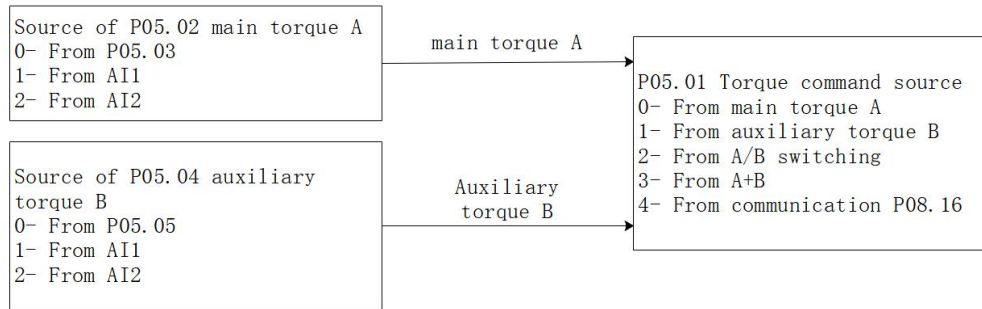 Source of P05.02 main torque A
0- From P05.03
1- From AI1
2- From AI2
main torque A
Source of P05.04 auxiliary
torque B
0- From P05.05
1- From AI1
2- From AI2
Auxiliary
torque B
P05.01 Torque command source
0- From main torque A
1- From auxiliary torque B
2- From A/B switching
3- From A+B
4- From communication P08.16